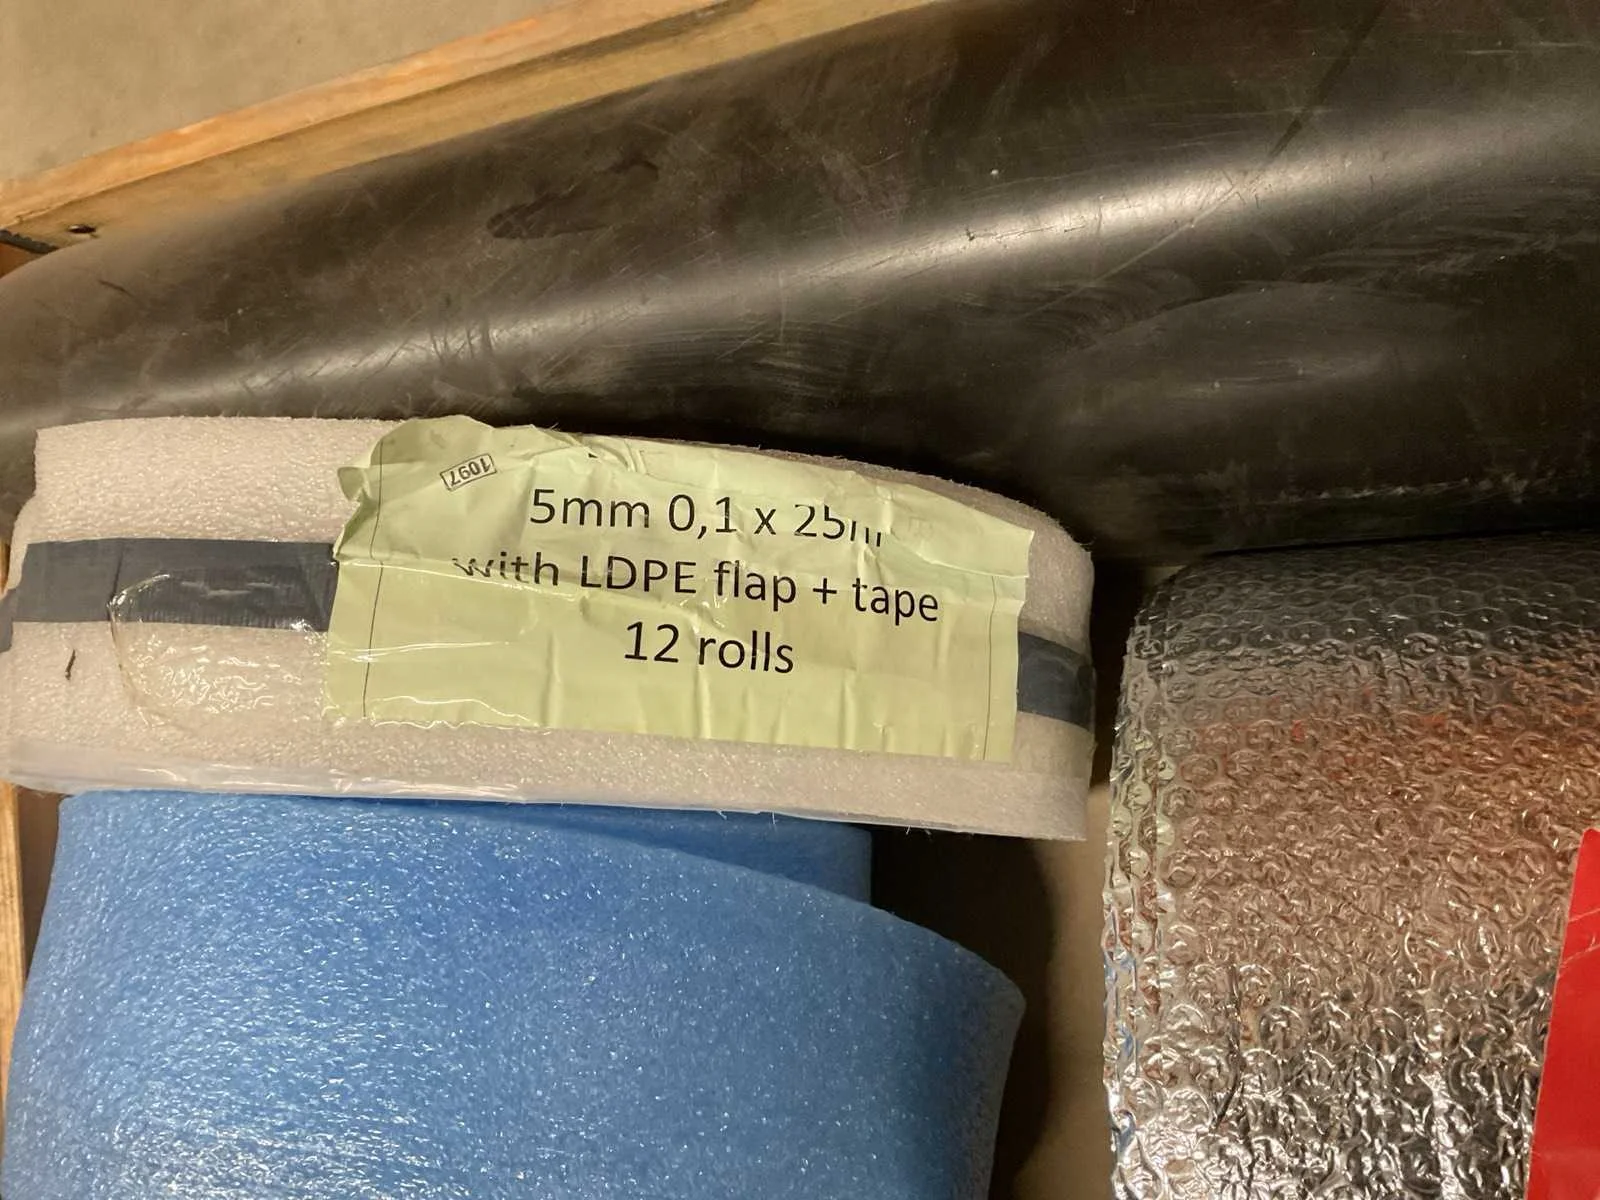 1097
5mm 0,1 x 25m
with LDPE flap + tape
12 rolls